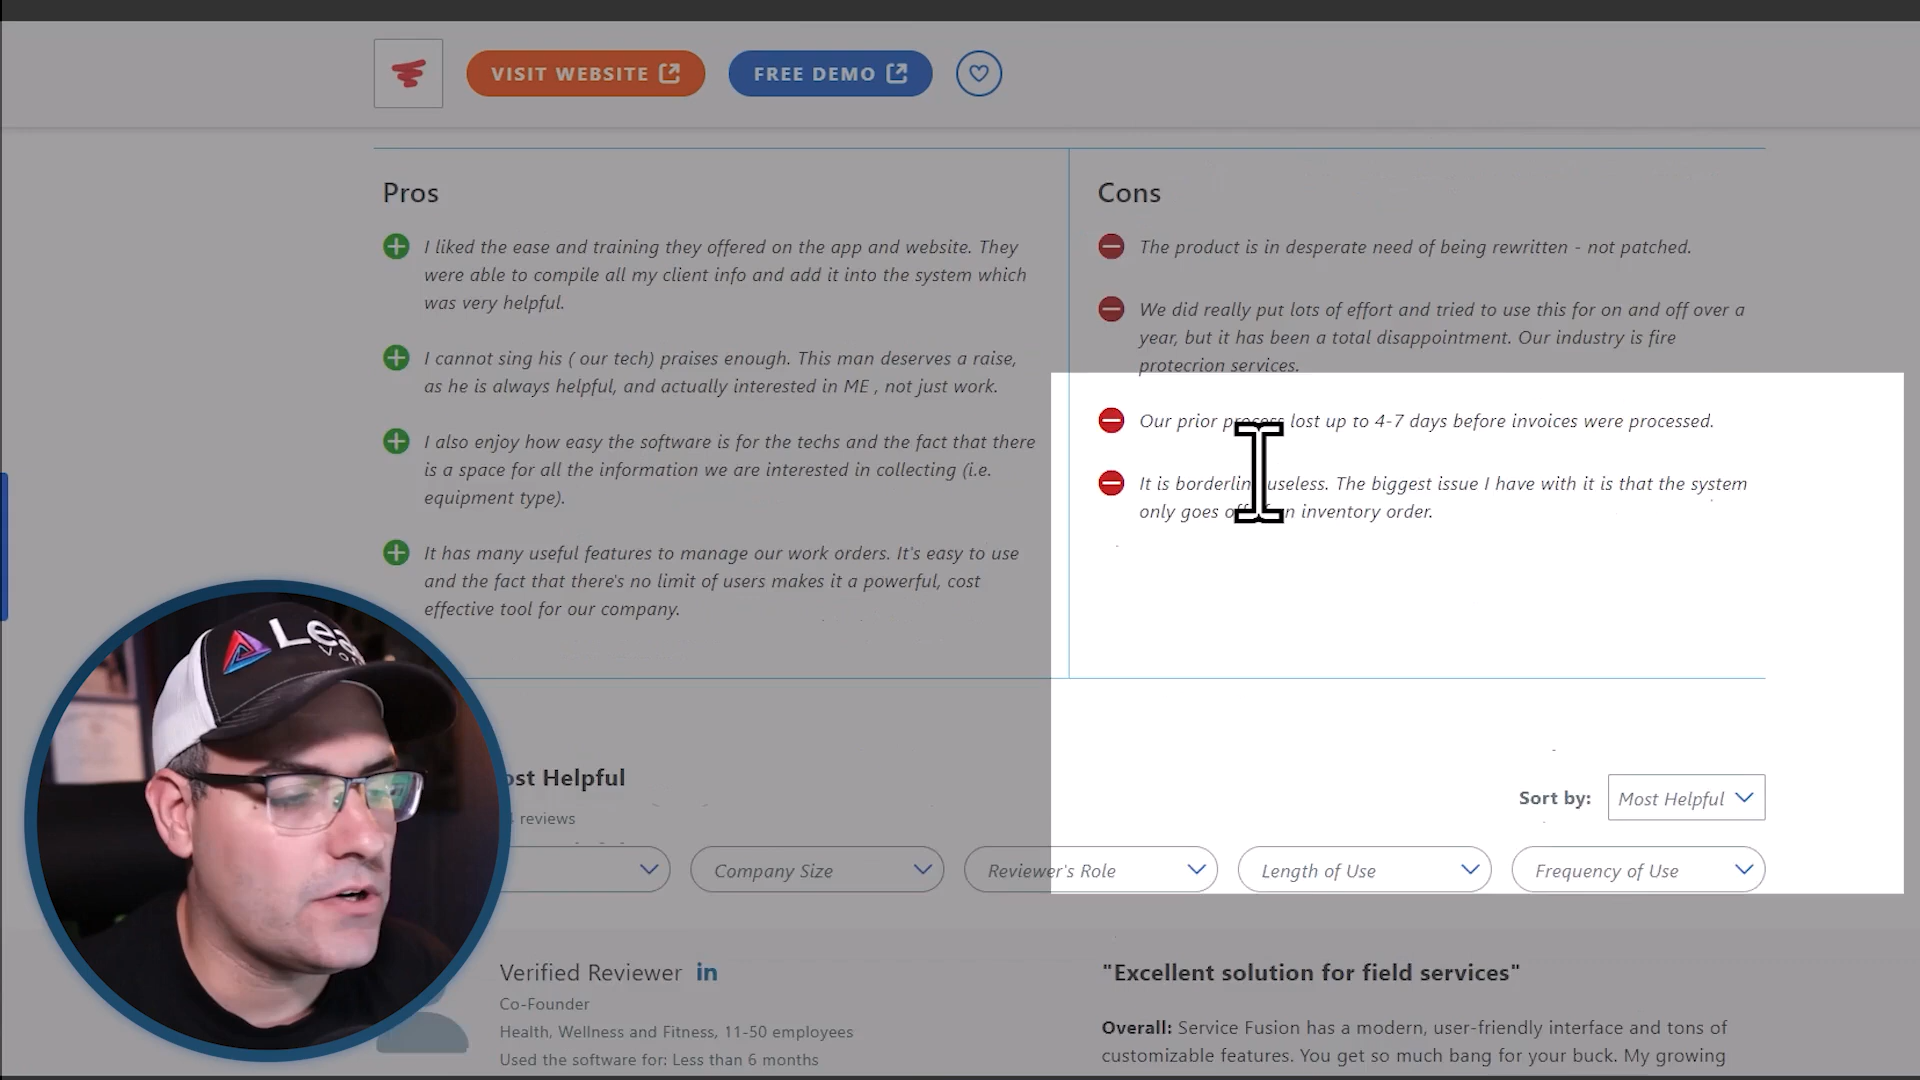 VISIT WEBSITE
FREE DEMO
Pros
I liked the ease and training they offered on the app and website. They
were able to compile all my client info and add it into the system which
was very helpful.
I cannot sing his ( our tech) praises enough. This man deserves a raise,
as he is always helpful, and actually interested in ME , not just work.
I also enjoy how easy the software is for the techs and the fact that there
is a space for all the information we are interested in collecting (i.e.
equipment type).
It has many useful features to manage our work orders. It's easy to use
and the fact that there's no limit of users makes it a powerful, cost
effective tool for our company.
Cons
The product is in desperate need of being rewritten - not patched.
We did really put lots of effort and tried to use this for on and off over a
year, but it has been a total disappointment. Our industry is fire
protecrion services.
Our prior process lost up to 4-7 days before invoices were processed.
It is borderline useless. The biggest issue I have with it is that the system
only goes inventory order.
Helpful
reviews
Sort by:
Most Helpful
Company Size
Reviewer's Role
Length of Use
Frequency of Use
Verified Reviewer in
Co-Founder
Health, Wellness and Fitness, 11-50 employees
Used the software for: Less than 6 months
"Excellent solution for field services"
Overall: Service Fusion has a modern, user-friendly interface and tons of
customizable features. You get so much bang for your buck. My growing